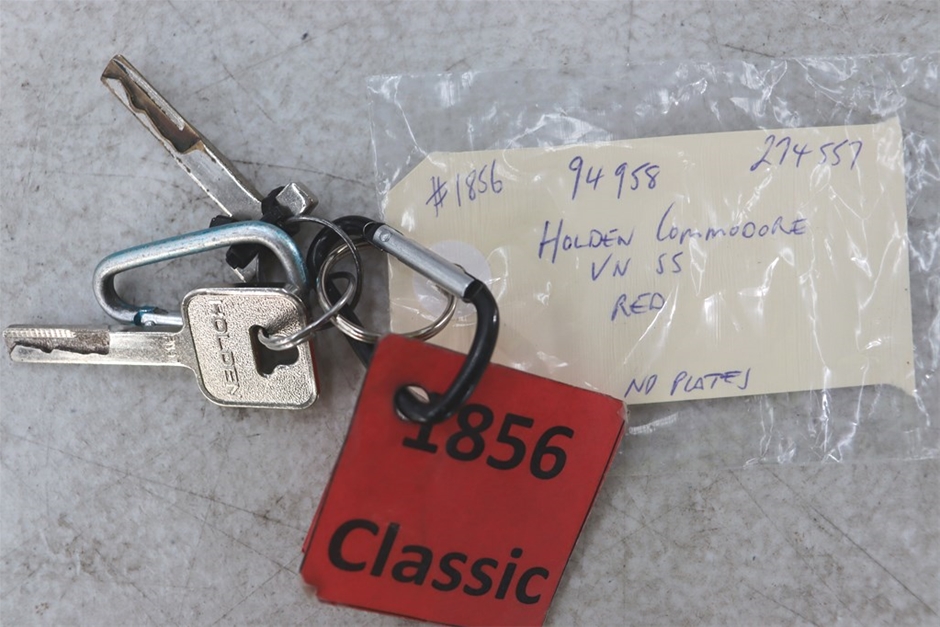 #1856 94958 274557
HOLDEN COMMODORE
VN SS
RED
NO PLATES
HOLDEN
1856
Classic